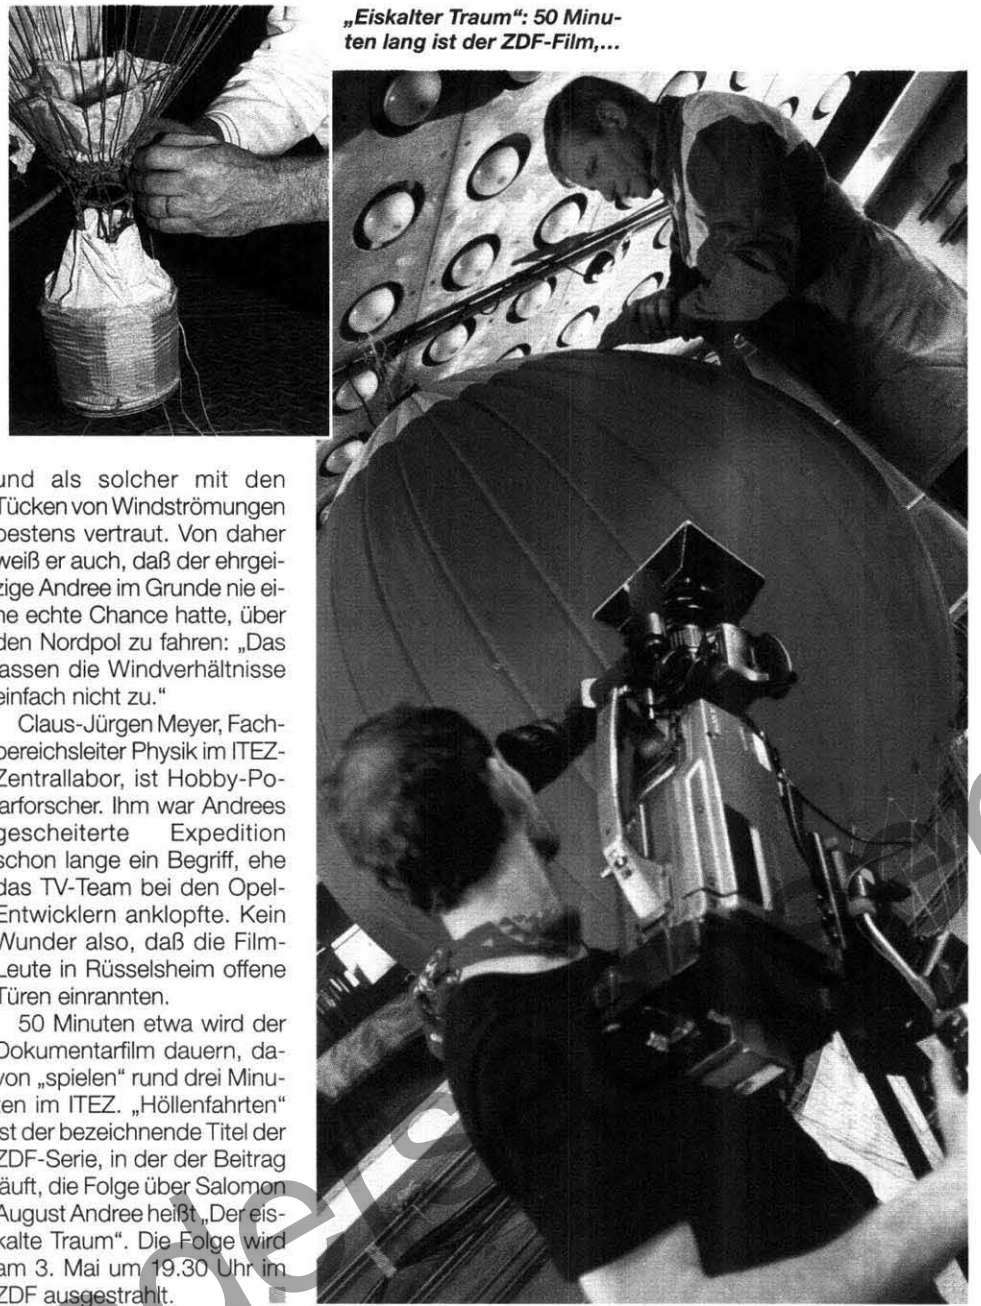 „Eiskalter Traum“: 50 Minu-
ten lang ist der ZDF-Film,...
und als solcher mit den
Tücken von Windströmungen
bestens vertraut. Von daher
weiß er auch, daß der ehrgei-
zige Andree im Grunde nie ei-
ne echte Chance hatte, über
den Nordpol zu fahren: „Das
lassen die Windverhältnisse
einfach nicht zu.“
Claus-Jürgen Meyer, Fach-
bereichsleiter Physik im ITEZ-
Zentrallabor, ist Hobby-Po-
larforscher. Ihm war Andrees
gescheiterte Expedition
schon lange ein Begriff, ehe
das TV-Team bei den Opel-
Entwicklern anklopfte. Kein
Wunder also, daß die Film-
Leute in Rüsselsheim offene
Türen einrannten.
50 Minuten etwa wird der
Dokumentarfilm dauern, da-
von „spielen“ rund drei Minu-
ten im ITEZ. „Höllenfahrten“
ist der bezeichnende Titel der
ZDF-Serie, in der der Beitrag
läuft, die Folge über Salomon
August Andree heißt „Der eis-
kalte Traum“. Die Folge wird
am 3. Mai um 19.30 Uhr im
ZDF ausgestrahlt.